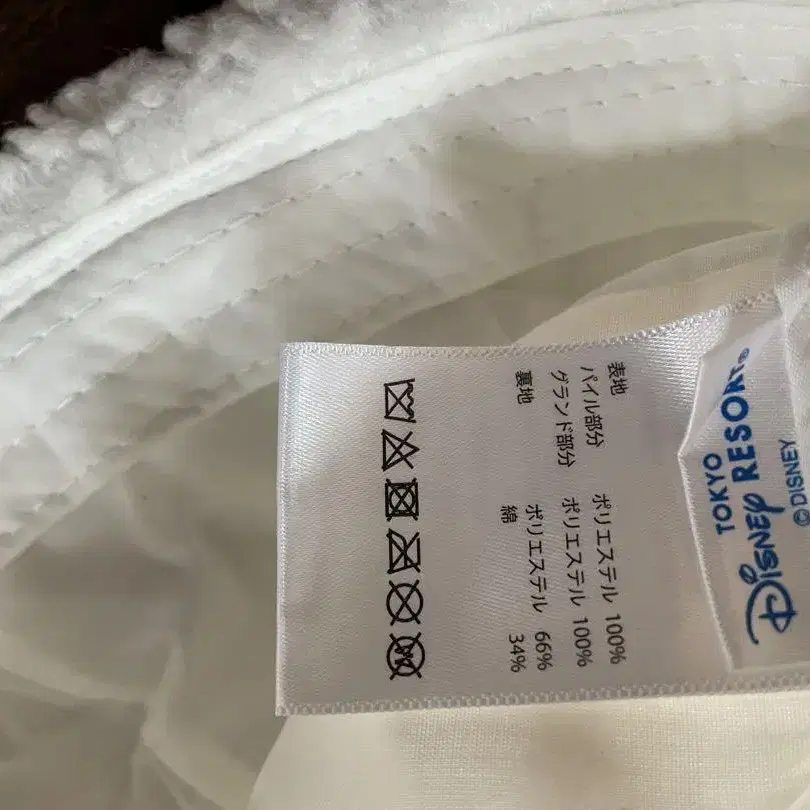 TOKYO
Disney RESORT®
©DISNEY
表地
パイル部分 ポリエステル 100%
グランド部分 ポリエステル 100%
裏地 ポリエステル 66%
綿 34%